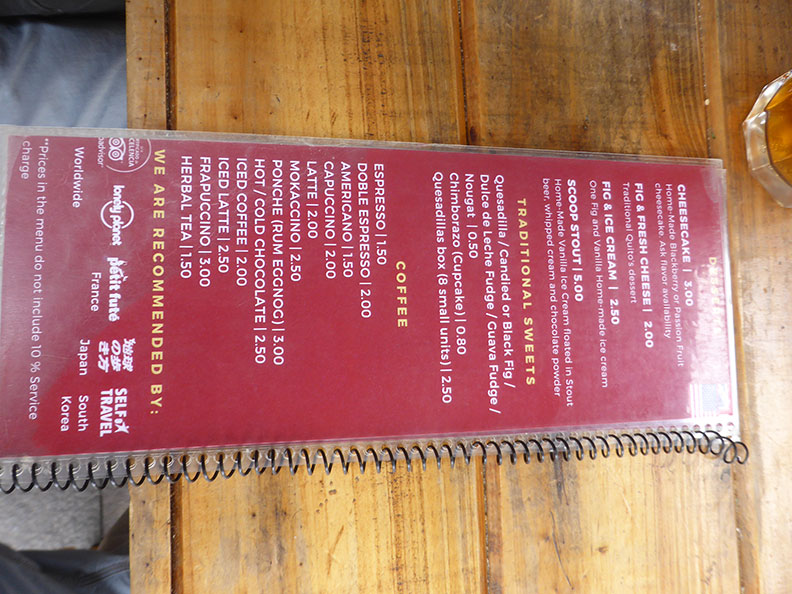 DESSERTS
CHEESECAKE | 3.00
Home-Made Blackberry or Passion Fruit
cheesecake. Ask flavor availability
FIG & FRESH CHEESE | 2.00
Traditional Quito's dessert
FIG & ICE CREAM | 2.50
One Fig and Vanilla Home-made ice cream
SCOOP STOUT | 5.00
Home-Made Vanilla Ice Cream floated in Stout
beer, whipped cream and chocolate powder
TRADITIONAL SWEETS
Quesadilla / Candied or Black Fig /
Dulce de Leche Fudge / Guava Fudge /
Nougat | 0.50
Chimborazo (Cupcake) | 0.80
Quesadillas box (8 small units) | 2.50
COFFEE
ESPRESSO | 1.50
DOBLE ESPRESSO | 2.00
AMERICANO | 1.50
CAPUCCINO | 2.00
LATTE | 2.00
MOKACCINO | 2.50
PONCHE (RUM EGGNOG) | 3.00
HOT / COLD CHOCOLATE | 2.50
ICED COFFEE | 2.00
ICED LATTE | 2.50
FRAPUCCINO | 3.00
HERBAL TEA | 1.50
WE ARE RECOMMENDED BY:
lonely planet
petit futé
地球の歩き方
SELF TRAVEL
Worldwide
France
Japan
South Korea
**Prices in the menu do not include 10 % Service
charge